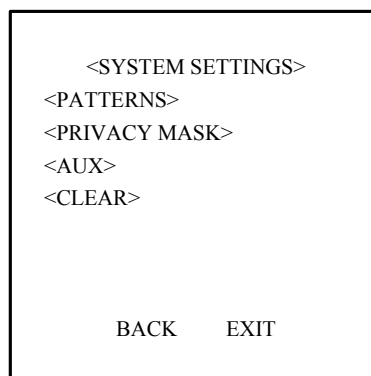 <SYSTEM SETTINGS>
<PATTERNS>
<PRIVACY MASK>
<AUX>
<CLEAR>
BACK EXIT